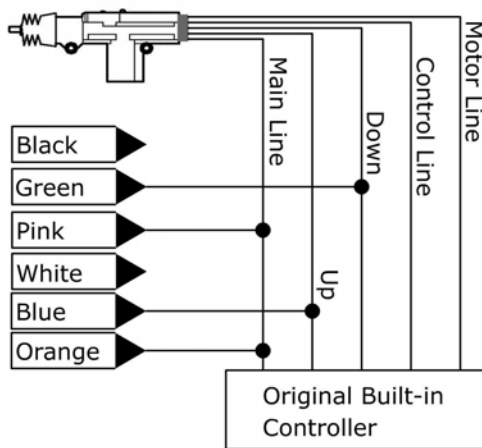 Main Line
Up
Down
Control Line
Motor Line
Black
Green
Pink
White
Blue
Orange
Original Built-in
Controller